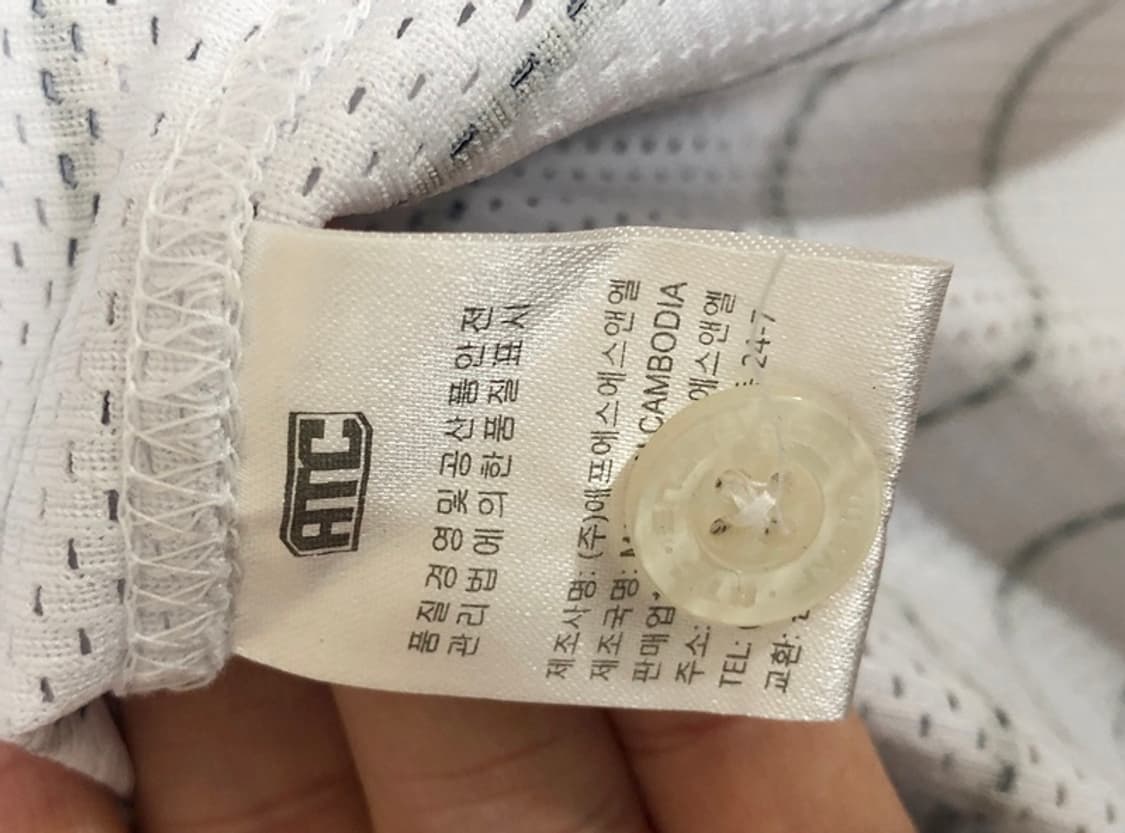 ATC
품질경영 및 공산품안전
관리법에 의한 품질표시
제조사명: (주)에프에스에스앤엘
제조국명: CAMBODIA
판매업 에스앤엘
주소: 24-7
TEL:
교환: